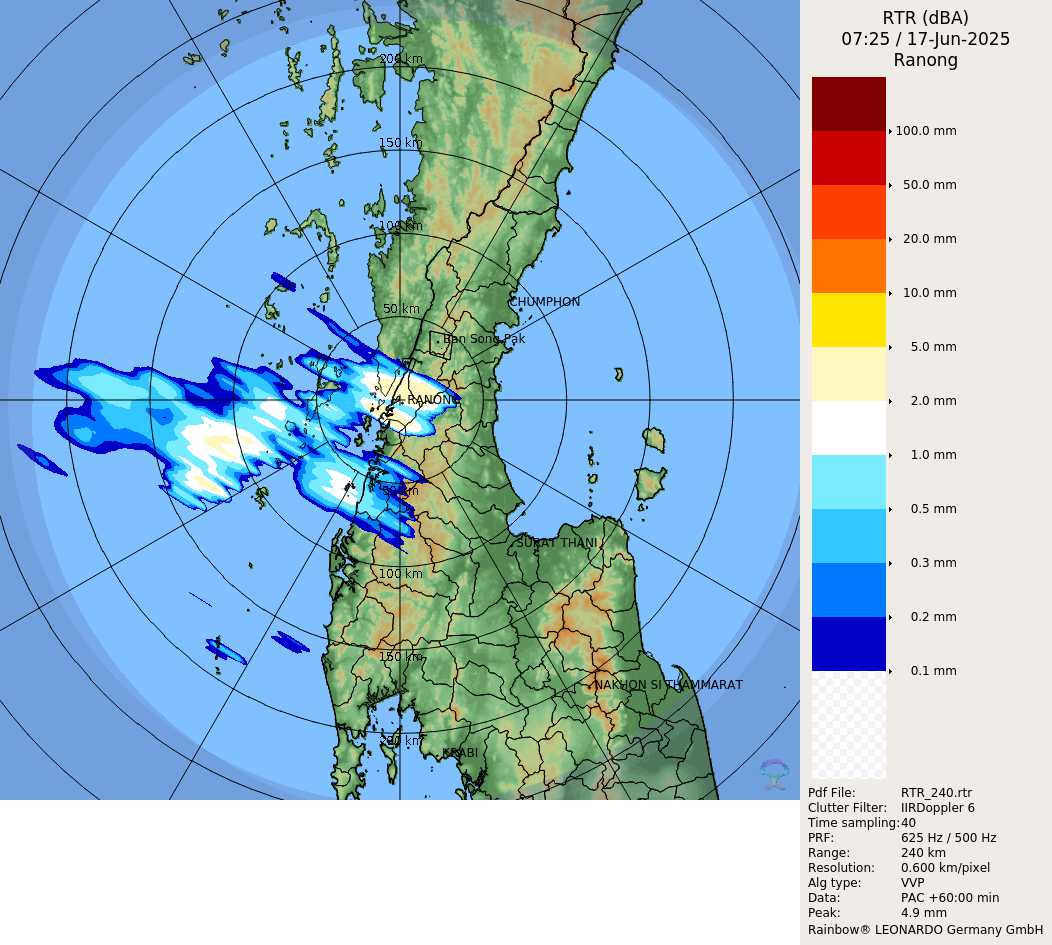 RTR (dBA)
07:25 / 17-Jun-2025
Ranong
200 km
150 km
100 km
50 km
CHUMPHON
Ban Song Pak
RANONG
50 km
SURAT THANI
100 km
150 km
NAKHON SI THAMMARAT
200 km
KRABI
100.0 mm
50.0 mm
20.0 mm
10.0 mm
5.0 mm
2.0 mm
1.0 mm
0.5 mm
0.3 mm
0.2 mm
0.1 mm
Pdf File: RTR_240.rtr
Clutter Filter: IIRDoppler 6
Time sampling:40
PRF: 625 Hz / 500 Hz
Range: 240 km
Resolution: 0.600 km/pixel
Alg type: VVP
Data: PAC +60:00 min
Peak: 4.9 mm
Rainbow® LEONARDO Germany GmbH